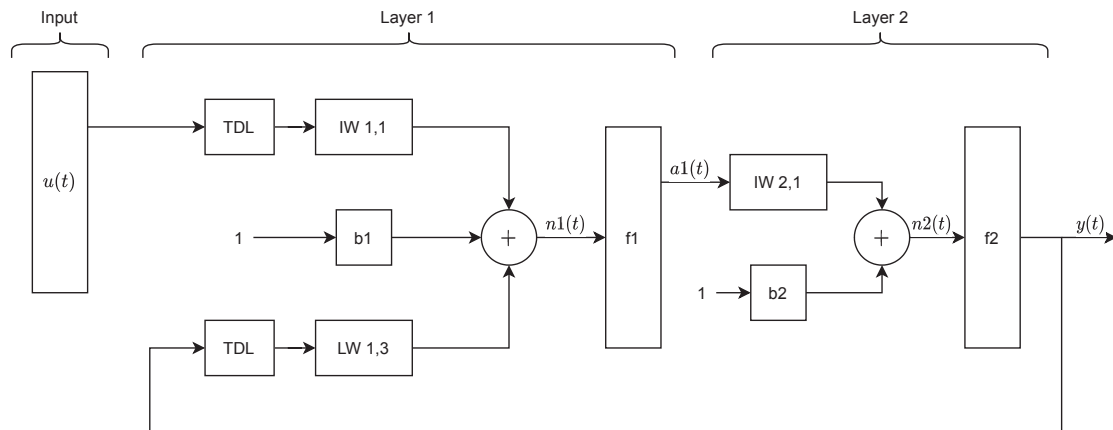 Input
Layer 1
Layer 2
u(t)
TDL
IW 1,1
1
b1
+
n1(t)
TDL
LW 1,3
f1
a1(t)
IW 2,1
1
b2
+
n2(t)
f2
y(t)